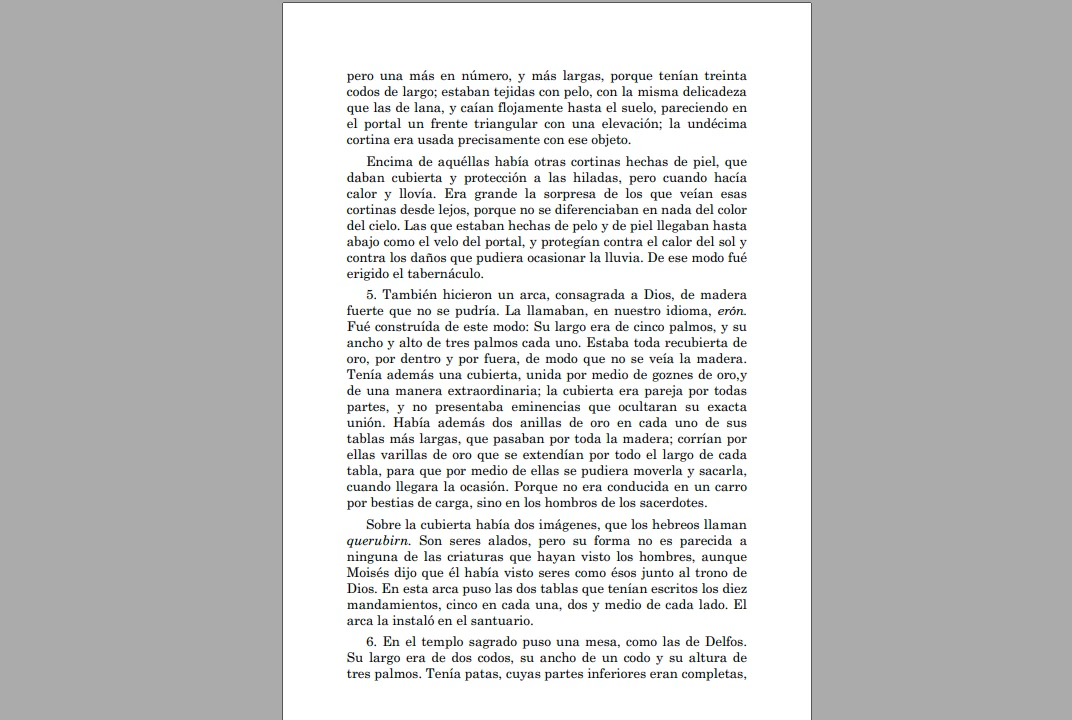 pero una más en número, y más largas, porque tenían treinta
codos de largo; estaban tejidas con pelo, con la misma delicadeza
que las de lana, y caían flojamente hasta el suelo, pareciendo en
el portal un frente triangular con una elevación; la undécima
cortina era usada precisamente con ese objeto.
Encima de aquéllas había otras cortinas hechas de piel, que
daban cubierta y protección a las hiladas, pero cuando hacía
calor y llovía. Era grande la sorpresa de los que veían esas
cortinas desde lejos, porque no se diferenciaban en nada del color
del cielo. Las que estaban hechas de pelo y de piel llegaban hasta
abajo como el velo del portal, y protegían contra el calor del sol y
contra los daños que pudiera ocasionar la lluvia. De ese modo fué
erigido el tabernáculo.
5. También hicieron un arca, consagrada a Dios, de madera
fuerte que no se pudría. La llamaban, en nuestro idioma, erón.
Fué construída de este modo: Su largo era de cinco palmos, y su
ancho y alto de tres palmos cada uno. Estaba toda recubierta de
oro, por dentro y por fuera, de modo que no se veía la madera.
Tenía además una cubierta, unida por medio de goznes de oro,y
de una manera extraordinaria; la cubierta era pareja por todas
partes, y no presentaba eminencias que ocultaran su exacta
unión. Había además dos anillas de oro en cada uno de sus
tablas más largas, que pasaban por toda la madera; corrían por
ellas varillas de oro que se extendían por todo el largo de cada
tabla, para que por medio de ellas se pudiera moverla y sacarla,
cuando llegara la ocasión. Porque no era conducida en un carro
por bestias de carga, sino en los hombros de los sacerdotes.
Sobre la cubierta había dos imágenes, que los hebreos llaman
querubirn. Son seres alados, pero su forma no es parecida a
ninguna de las criaturas que hayan visto los hombres, aunque
Moisés dijo que él había visto seres como ésos junto al trono de
Dios. En esta arca puso las dos tablas que tenían escritos los diez
mandamientos, cinco en cada una, dos y medio de cada lado. El
arca la instaló en el santuario.
6. En el templo sagrado puso una mesa, como las de Delfos.
Su largo era de dos codos, su ancho de un codo y su altura de
tres palmos. Tenía patas, cuyas partes inferiores eran completas,